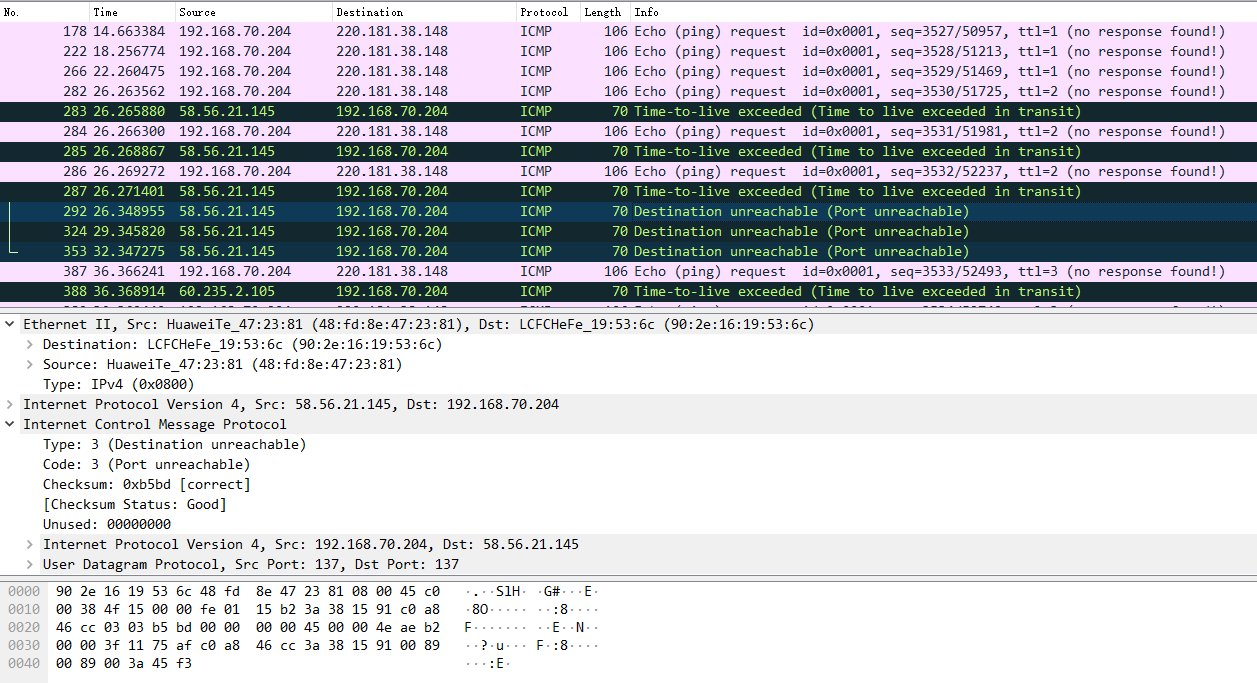 No. Time Source Destination Protocol Length Info
178 14.663384 192.168.70.204 220.181.38.148 ICMP 106 Echo (ping) request id=0x0001, seq=3527/50957, ttl=1 (no response found!)
222 18.256774 192.168.70.204 220.181.38.148 ICMP 106 Echo (ping) request id=0x0001, seq=3528/51213, ttl=1 (no response found!)
266 22.260475 192.168.70.204 220.181.38.148 ICMP 106 Echo (ping) request id=0x0001, seq=3529/51469, ttl=1 (no response found!)
282 26.263562 192.168.70.204 220.181.38.148 ICMP 106 Echo (ping) request id=0x0001, seq=3530/51725, ttl=2 (no response found!)
283 26.265880 58.56.21.145 192.168.70.204 ICMP 70 Time-to-live exceeded (Time to live exceeded in transit)
284 26.266300 192.168.70.204 220.181.38.148 ICMP 106 Echo (ping) request id=0x0001, seq=3531/51981, ttl=2 (no response found!)
285 26.268867 58.56.21.145 192.168.70.204 ICMP 70 Time-to-live exceeded (Time to live exceeded in transit)
286 26.269272 192.168.70.204 220.181.38.148 ICMP 106 Echo (ping) request id=0x0001, seq=3532/52237, ttl=2 (no response found!)
287 26.271401 58.56.21.145 192.168.70.204 ICMP 70 Time-to-live exceeded (Time to live exceeded in transit)
292 26.348955 58.56.21.145 192.168.70.204 ICMP 70 Destination unreachable (Port unreachable)
324 29.345820 58.56.21.145 192.168.70.204 ICMP 70 Destination unreachable (Port unreachable)
353 32.347275 58.56.21.145 192.168.70.204 ICMP 70 Destination unreachable (Port unreachable)
387 36.366241 192.168.70.204 220.181.38.148 ICMP 106 Echo (ping) request id=0x0001, seq=3533/52493, ttl=3 (no response found!)
388 36.368914 60.235.2.105 192.168.70.204 ICMP 70 Time-to-live exceeded (Time to live exceeded in transit)
Ethernet II, Src: HuaweiTe_47:23:81 (48:fd:8e:47:23:81), Dst: LCFCHeFe_19:53:6c (90:2e:16:19:53:6c)
Destination: LCFCHeFe_19:53:6c (90:2e:16:19:53:6c)
Source: HuaweiTe_47:23:81 (48:fd:8e:47:23:81)
Type: IPv4 (0x0800)
Internet Protocol Version 4, Src: 58.56.21.145, Dst: 192.168.70.204
Internet Control Message Protocol
Type: 3 (Destination unreachable)
Code: 3 (Port unreachable)
Checksum: 0xb5bd [correct]
[Checksum Status: Good]
Unused: 00000000
Internet Protocol Version 4, Src: 192.168.70.204, Dst: 58.56.21.145
User Datagram Protocol, Src Port: 137, Dst Port: 137
0000 90 2e 16 19 53 6c 48 fd 8e 47 23 81 08 00 45 c0 ·.··SlH· ·G#···E·
0010 00 38 4f 15 00 00 fe 01 15 b2 3a 38 15 91 c0 a8 ·8O····· ··:8····
0020 46 cc 03 03 b5 bd 00 00 00 00 45 00 00 4e ae b2 F······· ··E··N··
0030 00 00 3f 11 75 af c0 a8 46 cc 3a 38 15 91 00 89 ··?·u··· F·:8····
0040 00 89 00 3a 45 f3 ···:E·